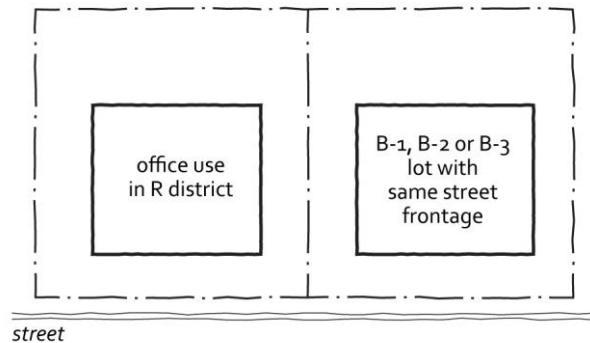 office use
in R district
B-1, B-2 or B-3
lot with
same street
frontage
street